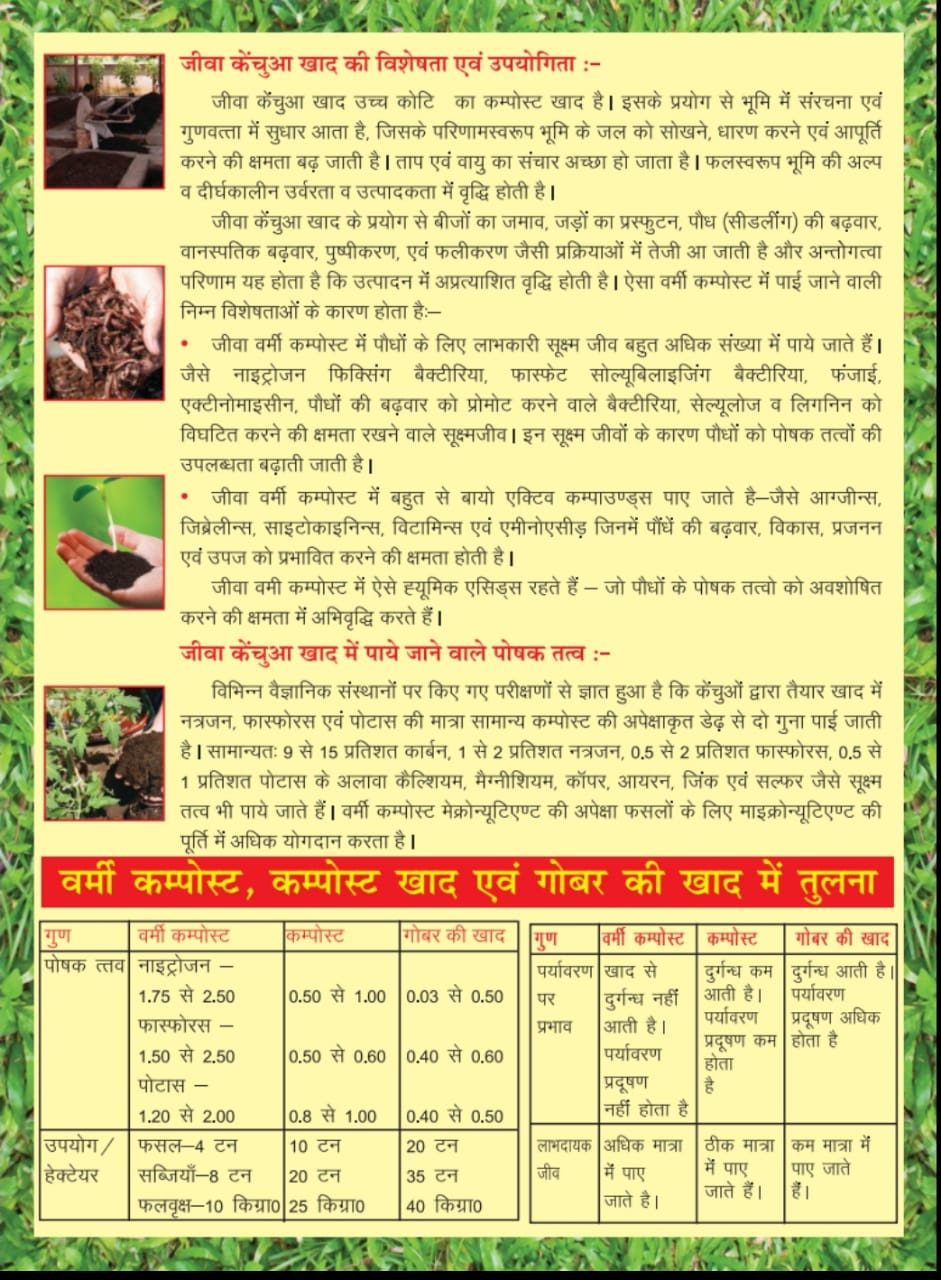 जीवा केंचुआ खाद की विशेषता एवं उपयोगिता :-
जीवा केंचुआ खाद उच्च कोटि का कम्पोस्ट खाद है। इसके प्रयोग से भूमि में संरचना एवं
गुणवत्ता में सुधार आता है, जिसके परिणामस्वरूप भूमि के जल को सोखने, धारण करने एवं आपूर्ति
करने की क्षमता बढ़ जाती है। ताप एवं वायु का संचार अच्छा हो जाता है। फलस्वरूप भूमि की अल्प
व दीर्घकालीन उर्वरता व उत्पादकता में वृद्धि होती है।
जीवा केंचुआ खाद के प्रयोग से बीजों का जमाव, जड़ों का प्रस्फुटन, पौध (सीडलींग) की बढ़वार,
वानस्पतिक बढ़वार, पुष्पीकरण, एवं फलीकरण जैसी प्रक्रियाओं में तेजी आ जाती है और अन्तोगत्वा
परिणाम यह होता है कि उत्पादन में अप्रत्याशित वृद्धि होती है। ऐसा वर्मी कम्पोस्ट में पाई जाने वाली
निम्न विशेषताओं के कारण होता है:–
• जीवा वर्मी कम्पोस्ट में पौधों के लिए लाभकारी सूक्ष्म जीव बहुत अधिक संख्या में पाये जाते हैं।
जैसे नाइट्रोजन फिक्सिंग बैक्टीरिया, फास्फेट सोल्यूबिलाइजिंग बैक्टीरिया, फंजाई,
एक्टीनोमाइसीन, पौधों की बढ़वार को प्रोमोट करने वाले बैक्टीरिया, सेल्यूलोज व लिगनिन को
विघटित करने की क्षमता रखने वाले सूक्ष्मजीव। इन सूक्ष्म जीवों के कारण पौधों को पोषक तत्वों की
उपलब्धता बढ़ाती जाती है।
• जीवा वर्मी कम्पोस्ट में बहुत से बायो एक्टिव कम्पाउण्ड्स पाए जाते है–जैसे आग्जीन्स,
जिब्रेलीन्स, साइटोकाइनिन्स, विटामिन्स एवं एमीनोएसीड़ जिनमें पौंधें की बढ़वार, विकास, प्रजनन
एवं उपज को प्रभावित करने की क्षमता होती है।
जीवा वमी कम्पोस्ट में ऐसे ह्यूमिक एसिड्स रहते हैं – जो पौधों के पोषक तत्वो को अवशोषित
करने की क्षमता में अभिवृद्धि करते हैं।
जीवा केंचुआ खाद में पाये जाने वाले पोषक तत्व :-
विभिन्न वैज्ञानिक संस्थानों पर किए गए परीक्षणों से ज्ञात हुआ है कि केंचुओं द्वारा तैयार खाद में
नत्रजन, फास्फोरस एवं पोटास की मात्रा सामान्य कम्पोस्ट की अपेक्षाकृत डेढ़ से दो गुना पाई जाती
है। सामान्यतः 9 से 15 प्रतिशत कार्बन, 1 से 2 प्रतिशत नत्रजन, 0.5 से 2 प्रतिशत फास्फोरस, 0.5 से
1 प्रतिशत पोटास के अलावा कैल्शियम, मैग्नीशियम, कॉपर, आयरन, जिंक एवं सल्फर जैसे सूक्ष्म
तत्व भी पाये जाते हैं। वर्मी कम्पोस्ट मेक्रोन्यूटिएण्ट की अपेक्षा फसलों के लिए माइक्रोन्यूटिएण्ट की
पूर्ति में अधिक योगदान करता है।
वर्मी कम्पोस्ट, कम्पोस्ट खाद एवं गोबर की खाद में तुलना
गुण वर्मी कम्पोस्ट कम्पोस्ट गोबर की खाद
पोषक त्तव नाइट्रोजन –
1.75 से 2.50 0.50 से 1.00 0.03 से 0.50
फास्फोरस –
1.50 से 2.50 0.50 से 0.60 0.40 से 0.60
पोटास –
1.20 से 2.00 0.8 से 1.00 0.40 से 0.50
उपयोग/ फसल–4 टन 10 टन 20 टन
हेक्टेयर सब्जियाँ–8 टन 20 टन 35 टन
फलवृक्ष–10 किग्रा0 25 किग्रा0 40 किग्रा0
गुण वर्मी कम्पोस्ट कम्पोस्ट गोबर की खाद
पर्यावरण खाद से दुर्गन्ध कम दुर्गन्ध आती है।
पर दुर्गन्ध नहीं आती है। पर्यावरण
प्रभाव आती है। पर्यावरण प्रदूषण अधिक
पर्यावरण प्रदूषण कम होता है
प्रदूषण होता
नहीं होता है है
लाभदायक अधिक मात्रा ठीक मात्रा कम मात्रा में
जीव में पाए में पाए पाए जाते
जाते है। जाते हैं। हैं।